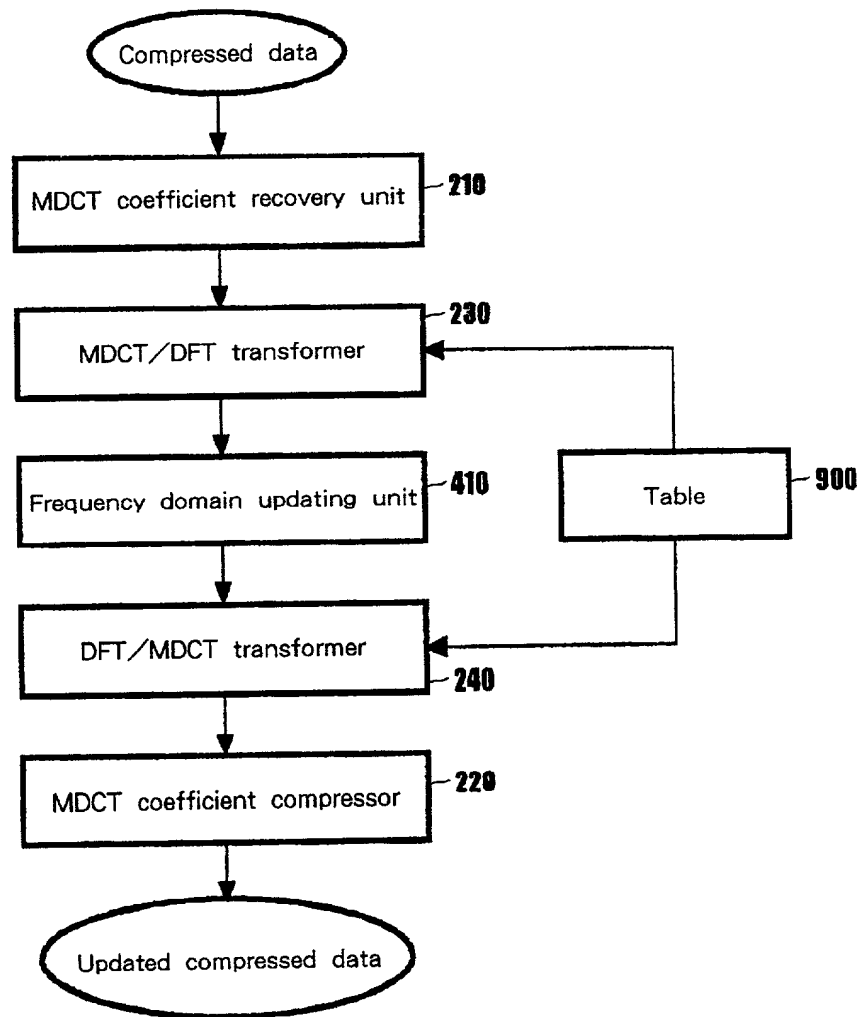 Compressed data
MDCT coefficient recovery unit
210
MDCT/DFT transformer
230
Frequency domain updating unit
410
Table
900
DFT/MDCT transformer
240
MDCT coefficient compressor
220
Updated compressed data